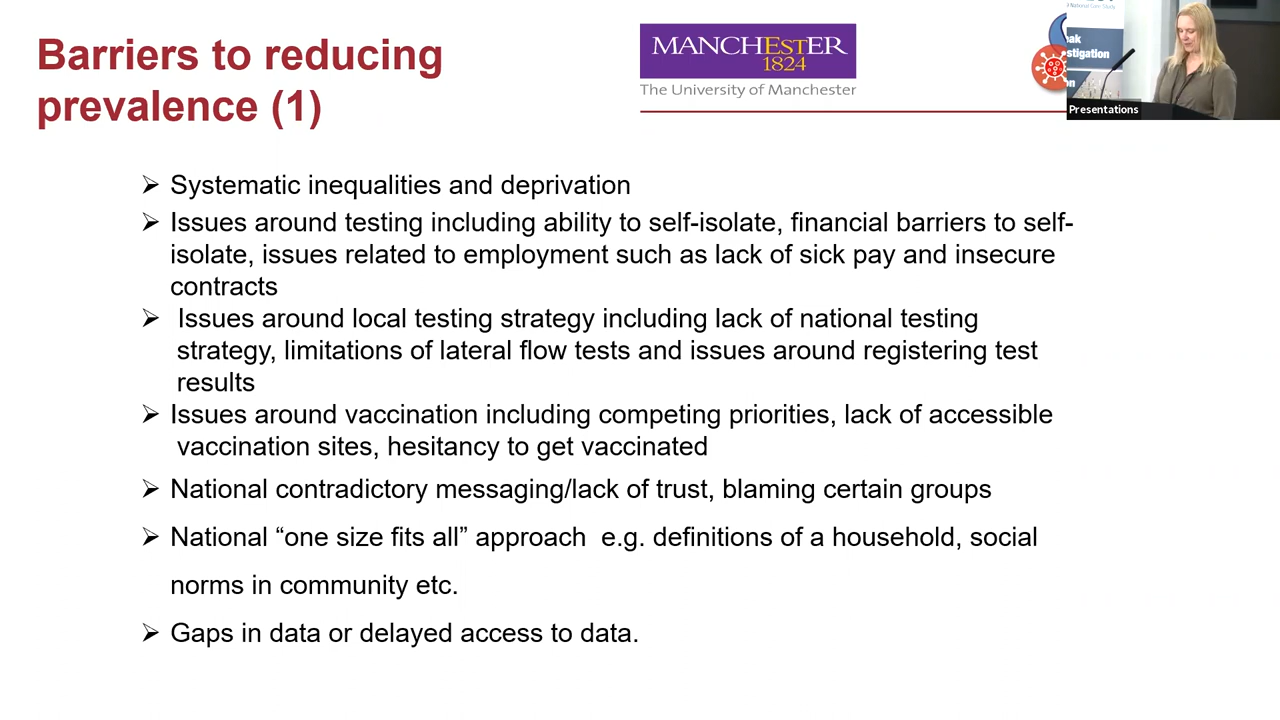 Barriers to reducing
prevalence (1)
MANCHESTER
1824
The University of Manchester
National Core Study
Presentations
➢ Systematic inequalities and deprivation
➢ Issues around testing including ability to self-isolate, financial barriers to self-
isolate, issues related to employment such as lack of sick pay and insecure
contracts
➢ Issues around local testing strategy including lack of national testing
strategy, limitations of lateral flow tests and issues around registering test
results
➢ Issues around vaccination including competing priorities, lack of accessible
vaccination sites, hesitancy to get vaccinated
➢ National contradictory messaging/lack of trust, blaming certain groups
➢ National “one size fits all” approach e.g. definitions of a household, social
norms in community etc.
➢ Gaps in data or delayed access to data.